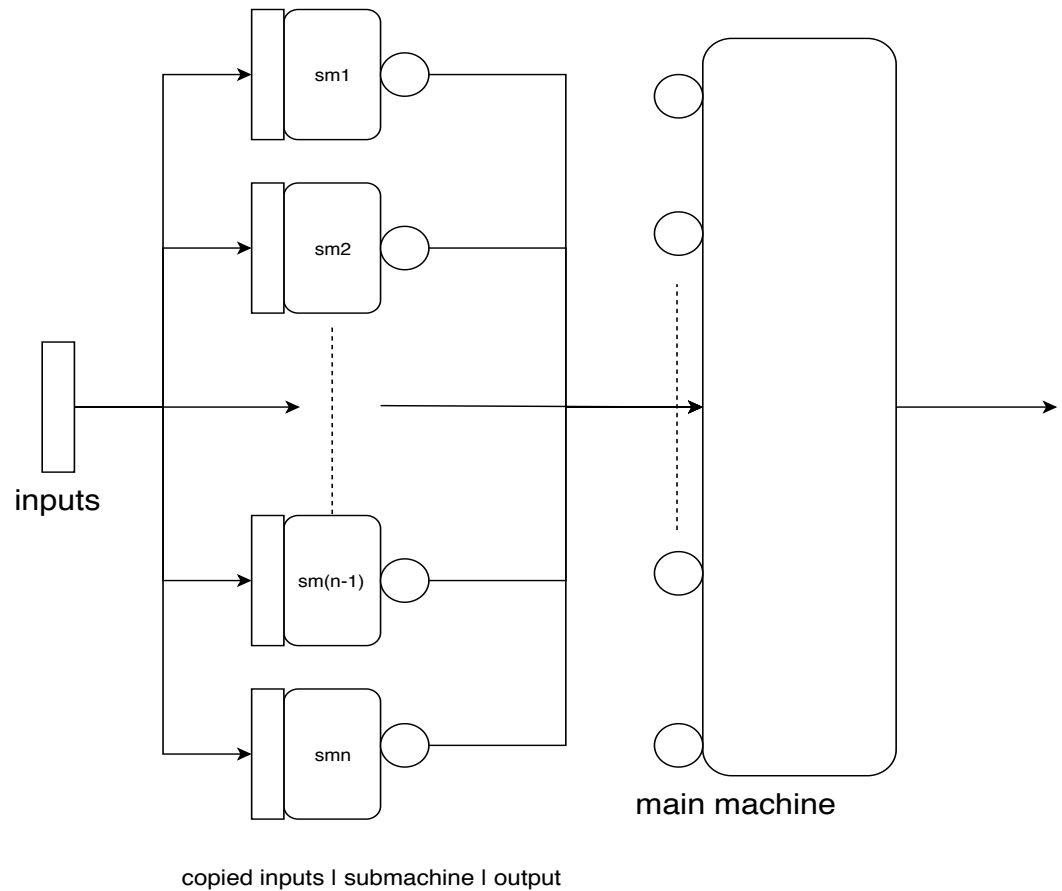 sm1
sm2
inputs
sm(n-1)
smn
main machine
copied inputs | submachine | output